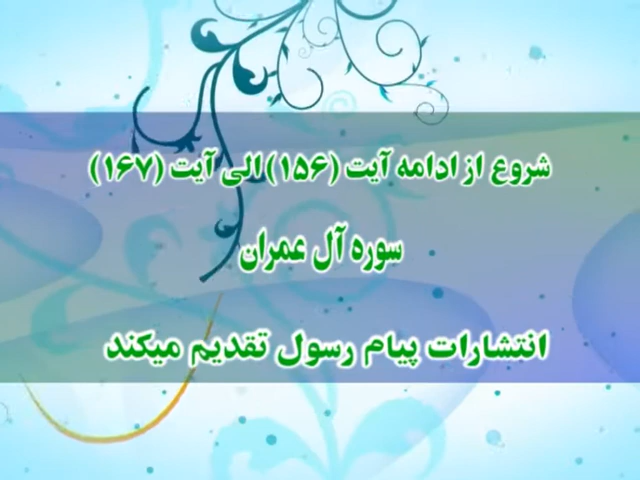 شروع از ادامه آیت (۱۵۶) الی آیت (۱۶۷)
سوره آل عمران
انتشارات پیام رسول تقدیم میکند